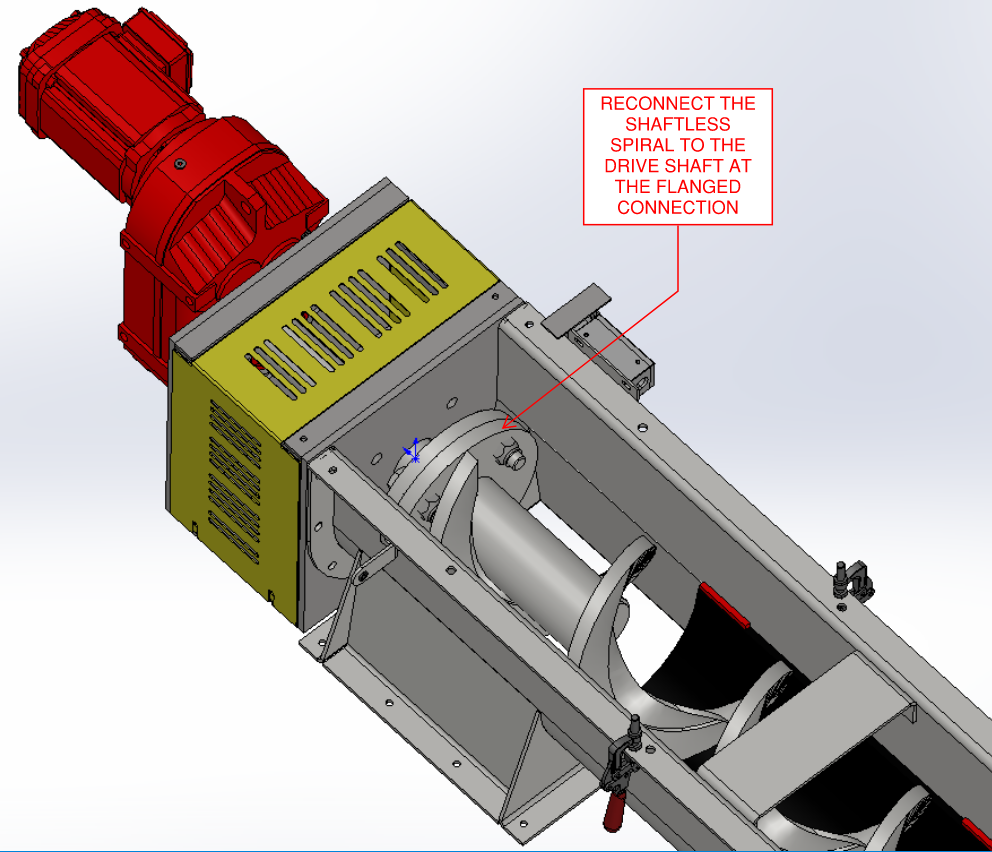 RECONNECT THE
SHAFTLESS
SPIRAL TO THE
DRIVE SHAFT AT
THE FLANGED
CONNECTION